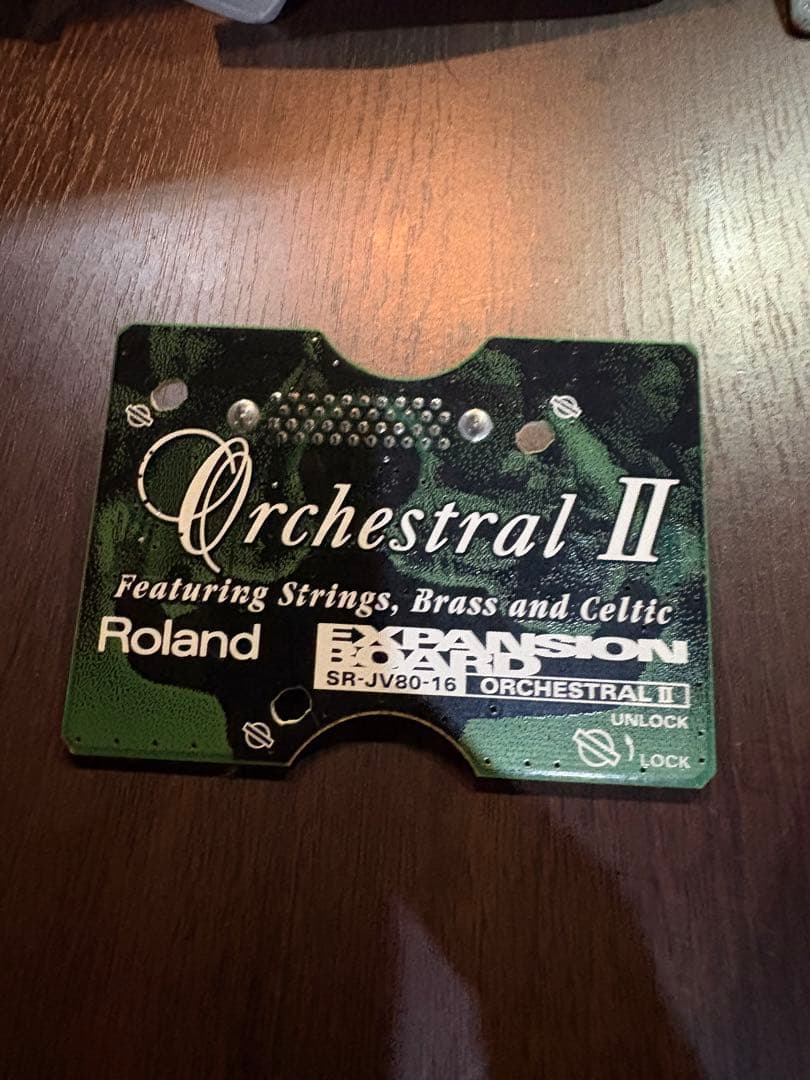 Orchestral II
Featuring Strings, Brass and Celtic
Roland
EXPANSION
BOARD
SR-JV80-16 ORCHESTRAL II
UNLOCK
LOCK